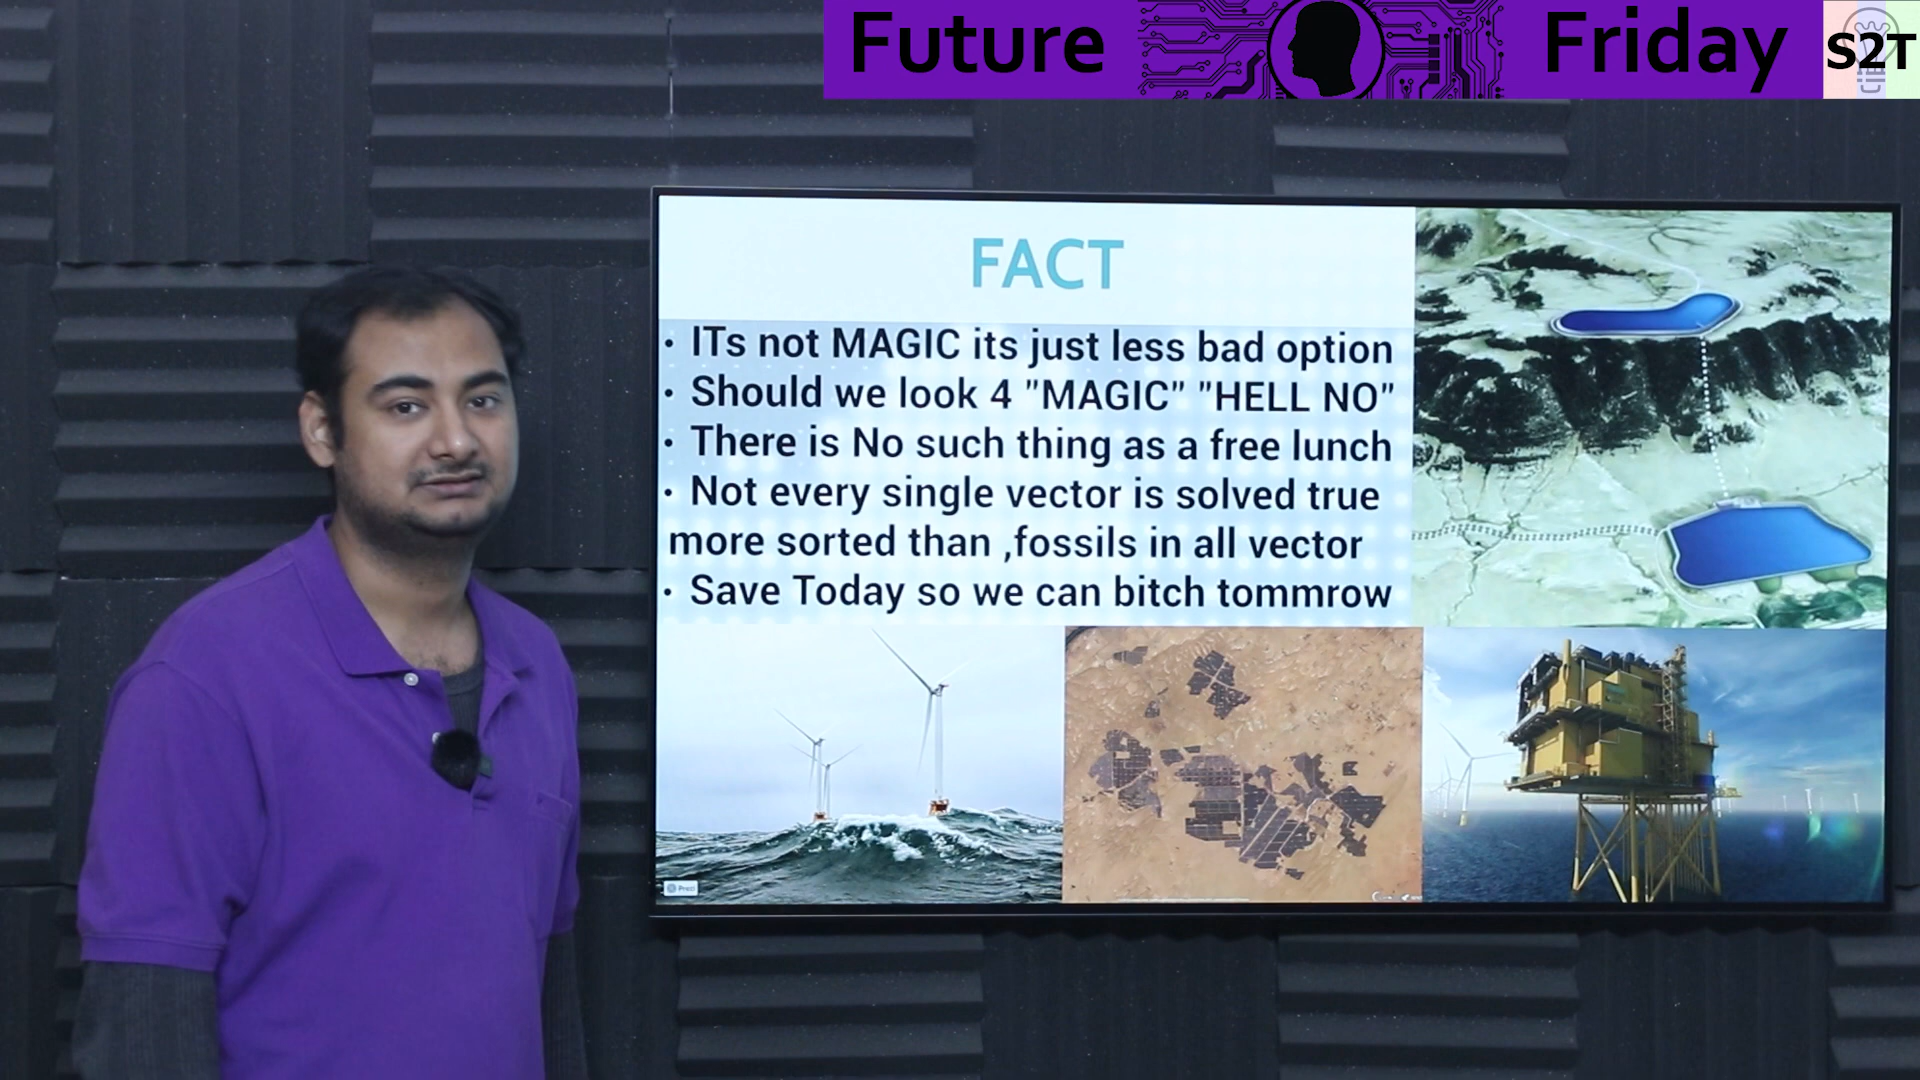 Future Friday S2T
FACT
• ITs not MAGIC its just less bad option
• Should we look 4 "MAGIC" "HELL NO"
• There is No such thing as a free lunch
• Not every single vector is solved true
more sorted than ,fossils in all vector
• Save Today so we can bitch tommrow
Prezi